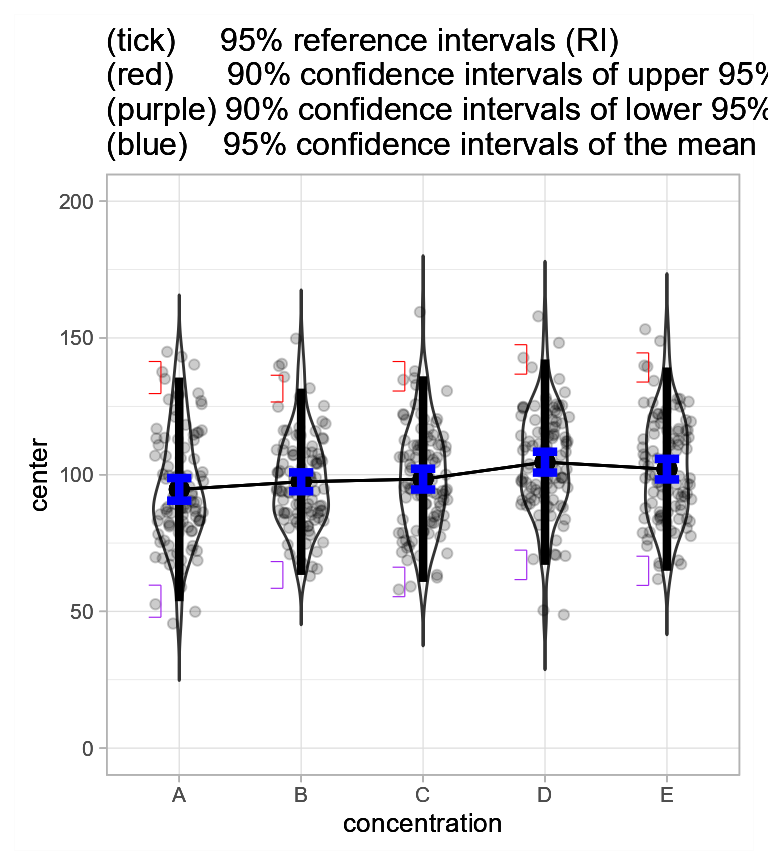 (tick) 95% reference intervals (RI)
(red) 90% confidence intervals of upper 95%
(purple) 90% confidence intervals of lower 95%
(blue) 95% confidence intervals of the mean
200
150
100
50
0
center
A B C D E
concentration